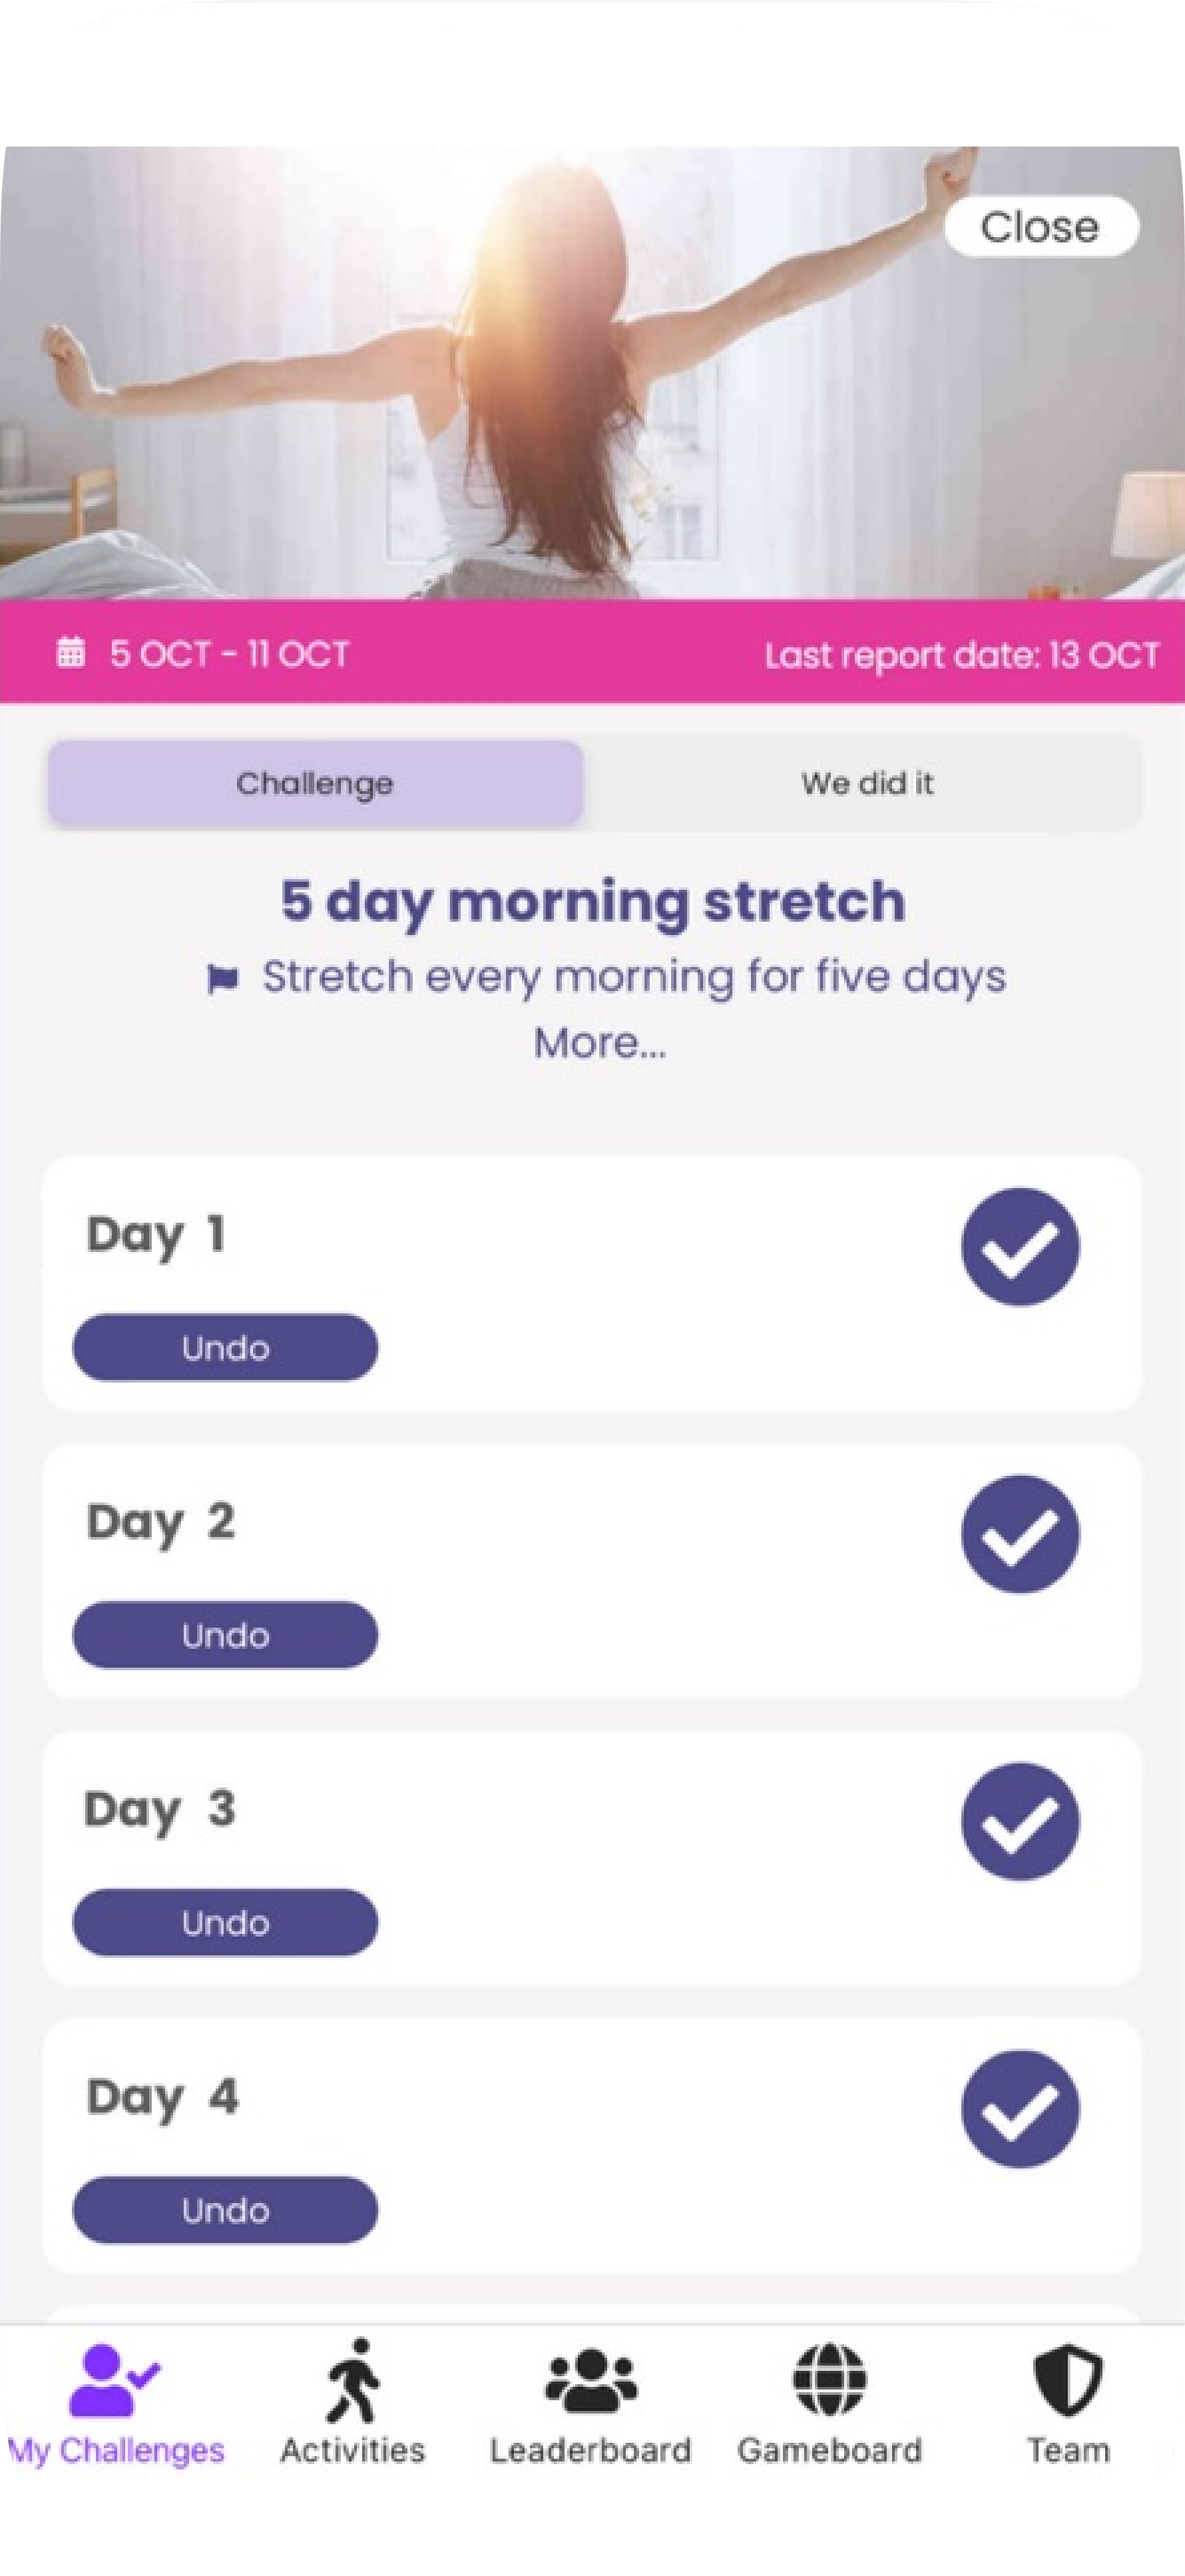 Close
5 OCT - 11 OCT
Last report date: 13 OCT
Challenge
We did it
5 day morning stretch
Stretch every morning for five days
More...
Day 1
Undo
Day 2
Undo
Day 3
Undo
Day 4
Undo
My Challenges
Activities
Leaderboard
Gameboard
Team